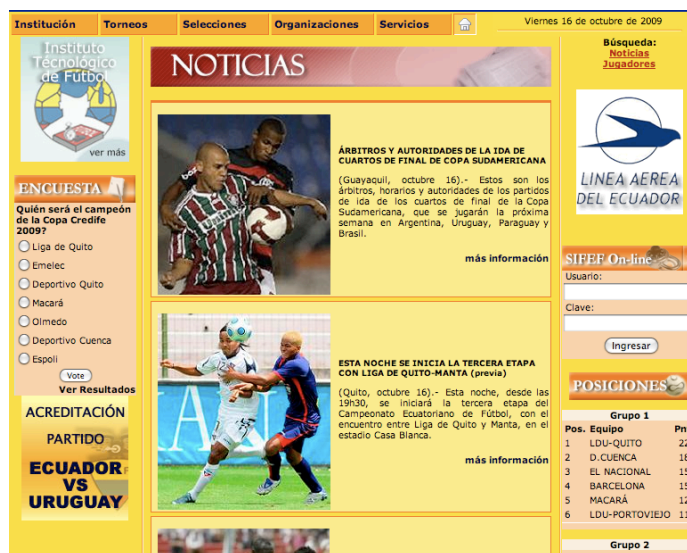 Institución
Torneos
Selecciones
Organizaciones
Servicios
Viernes 16 de octubre de 2009
Instituto
Técnológico
de Fútbol
ver más
ENCUESTA
Quién será el campeón
de la Copa Credife
2009?
Liga de Quito
Emelec
Deportivo Quito
Macará
Olmedo
Deportivo Cuenca
Espoli
Vote
Ver Resultados
ACREDITACIÓN
PARTIDO
ECUADOR
VS
URUGUAY
NOTICIAS
ÁRBITROS Y AUTORIDADES DE LA IDA DE
CUARTOS DE FINAL DE COPA SUDAMERICANA
(Guayaquil, octubre 16).- Estos son los
árbitros, horarios y autoridades de los partidos
de ida de los cuartos de final de la Copa
Sudamericana, que se jugarán la próxima
semana en Argentina, Uruguay, Paraguay y
Brasil.
más información
ESTA NOCHE SE INICIA LA TERCERA ETAPA
CON LIGA DE QUITO-MANTA (previa)
(Quito, octubre 16).- Esta noche, desde las
19h30, se iniciará la tercera etapa del
Campeonato Ecuatoriano de Fútbol, con el
encuentro entre Liga de Quito y Manta, en el
estadio Casa Blanca.
más información
Búsqueda:
Noticias
Jugadores
LINEA AEREA
DEL ECUADOR
SIFEF On-line
Usuario:
Clave:
Ingresar
POSICIONES
Grupo 1
Pos. Equipo
1 LDU-QUITO 22
2 D.CUENCA
3 EL NACIONAL
4 BARCELONA
5 MACARÁ
6 LDU-PORTOVIEJO 11
Grupo 2